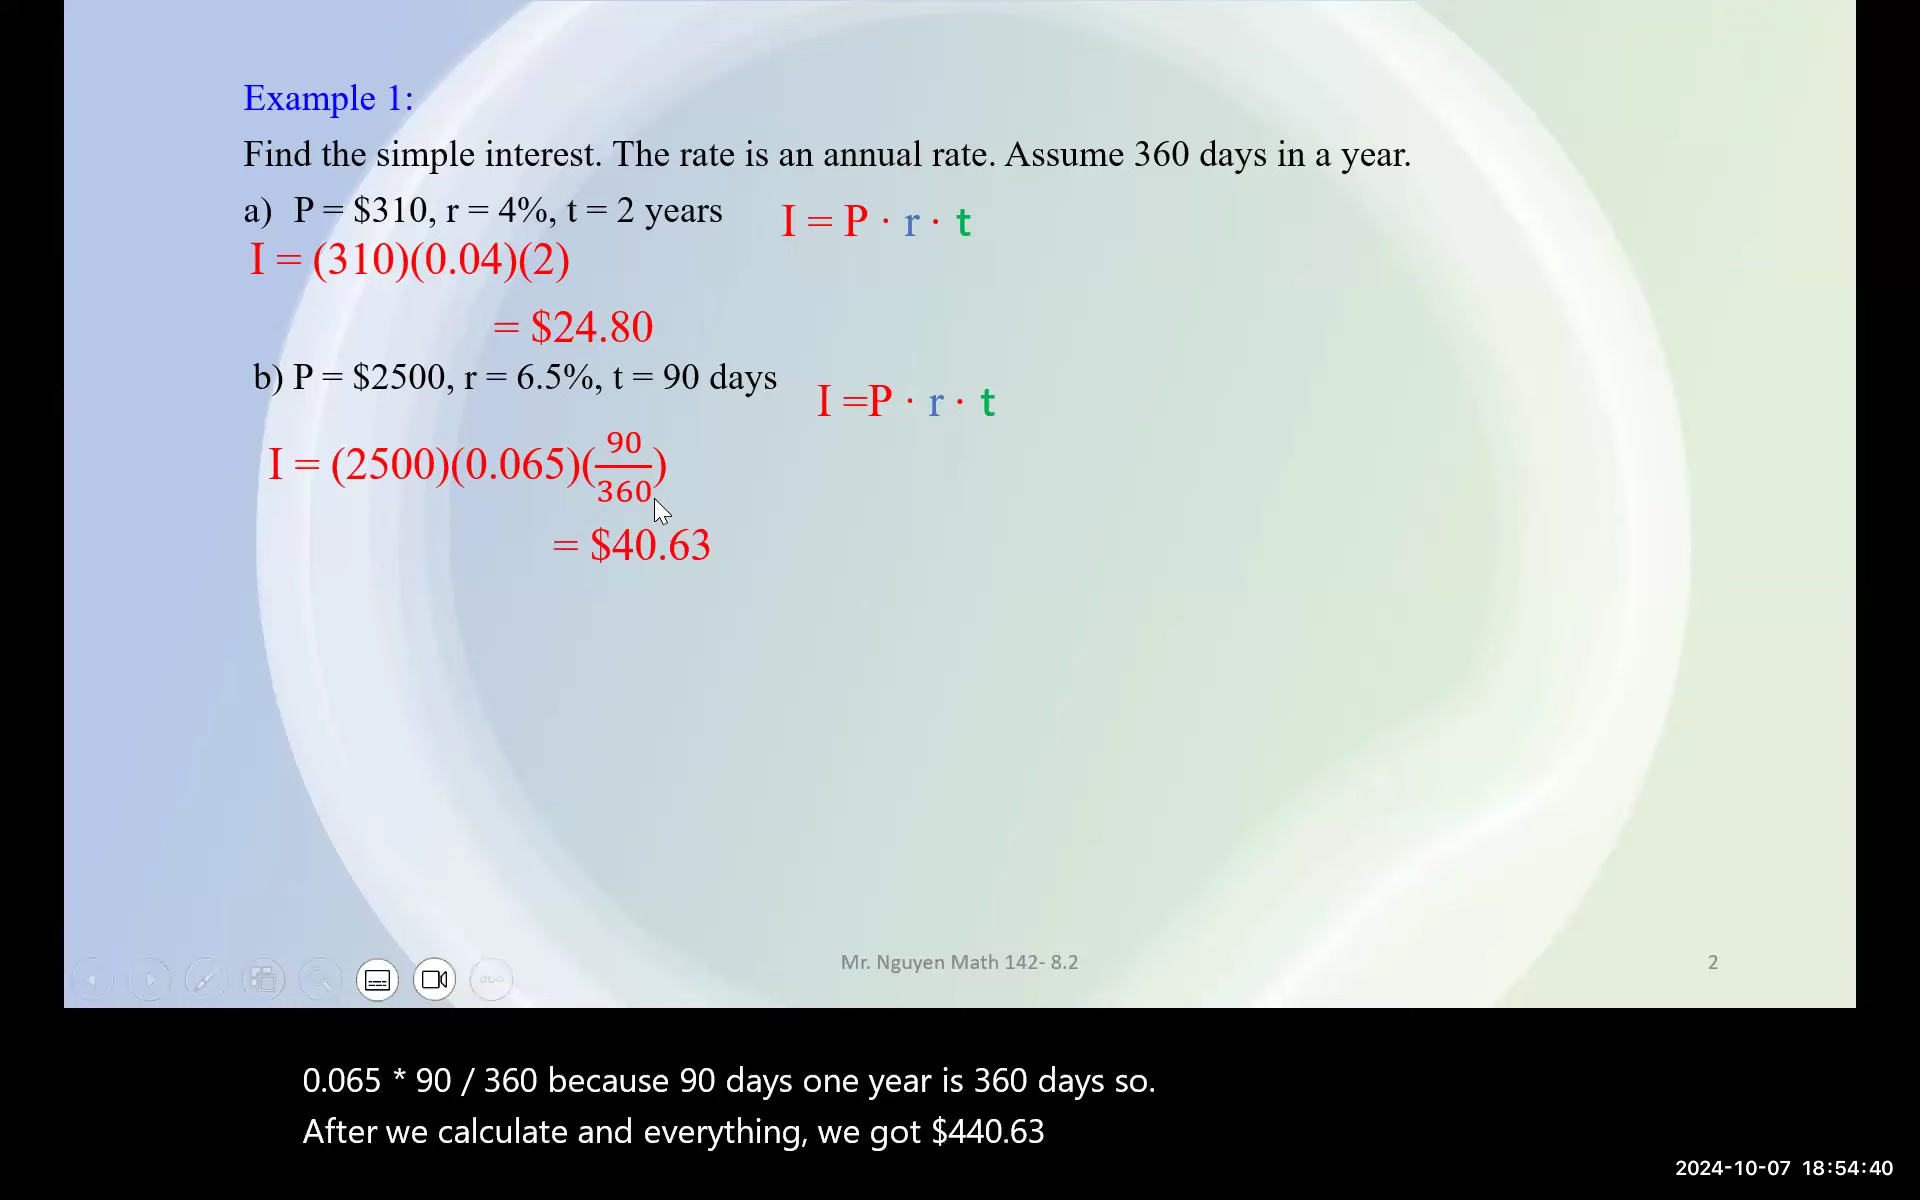 Example 1:
Find the simple interest. The rate is an annual rate. Assume 360 days in a year.
a) P = $310, r = 4%, t = 2 years
I = P · r · t
I = (310)(0.04)(2)
= $24.80
b) P = $2500, r = 6.5%, t = 90 days
I =P · r · t
I = (2500)(0.065)(90/360)
= $40.63
Mr. Nguyen Math 142- 8.2
2
0.065 * 90 / 360 because 90 days one year is 360 days so.
After we calculate and everything, we got $440.63
2024-10-07 18:54:40